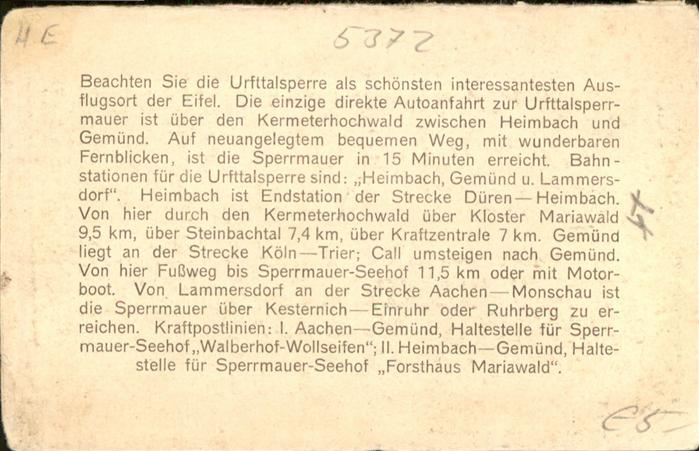 HE
5372
Beachten Sie die Urfttalsperre als schönsten interessantesten Aus-
flugsort der Eifel. Die einzige direkte Autoanfahrt zur Urfttalsperr-
mauer ist über den Kermeterhochwald zwischen Heimbach und
Gemünd. Auf neuangelegtem bequemen Weg, mit wunderbaren
Fernblicken, ist die Sperrmauer in 15 Minuten erreicht. Bahn-
stationen für die Urfttalsperre sind: „Heimbach, Gemünd u. Lammers-
dorf“. Heimbach ist Endstation der Strecke Düren—Heimbach.
Von hier durch den Kermeterhochwald über Kloster Mariawald
9,5 km, über Steinbachtal 7,4 km, über Kraftzentrale 7 km. Gemünd
liegt an der Strecke Köln—Trier; Call umsteigen nach Gemünd.
Von hier Fußweg bis Sperrmauer-Seehof 11,5 km oder mit Motor-
boot. Von Lammersdorf an der Strecke Aachen—Monschau ist
die Sperrmauer über Kesternich—Einruhr oder Ruhrberg zu er-
reichen. Kraftpostlinien: I. Aachen—Gemünd, Haltestelle für Sperr-
mauer-Seehof „Walberhof-Wollseifen“; II. Heimbach—Gemünd, Halte-
stelle für Sperrmauer-Seehof „Forsthaus Mariawald“.